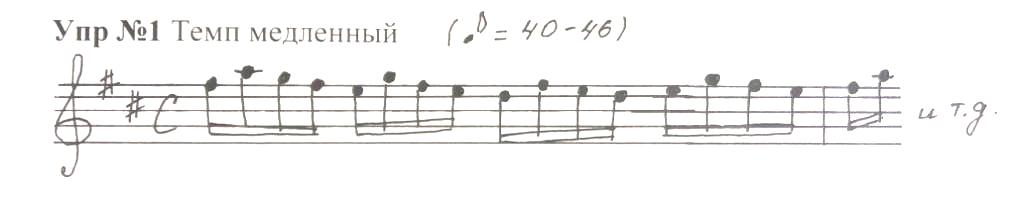 Упр №1 Темп медленный (♪ = 40-46)
и т.д.